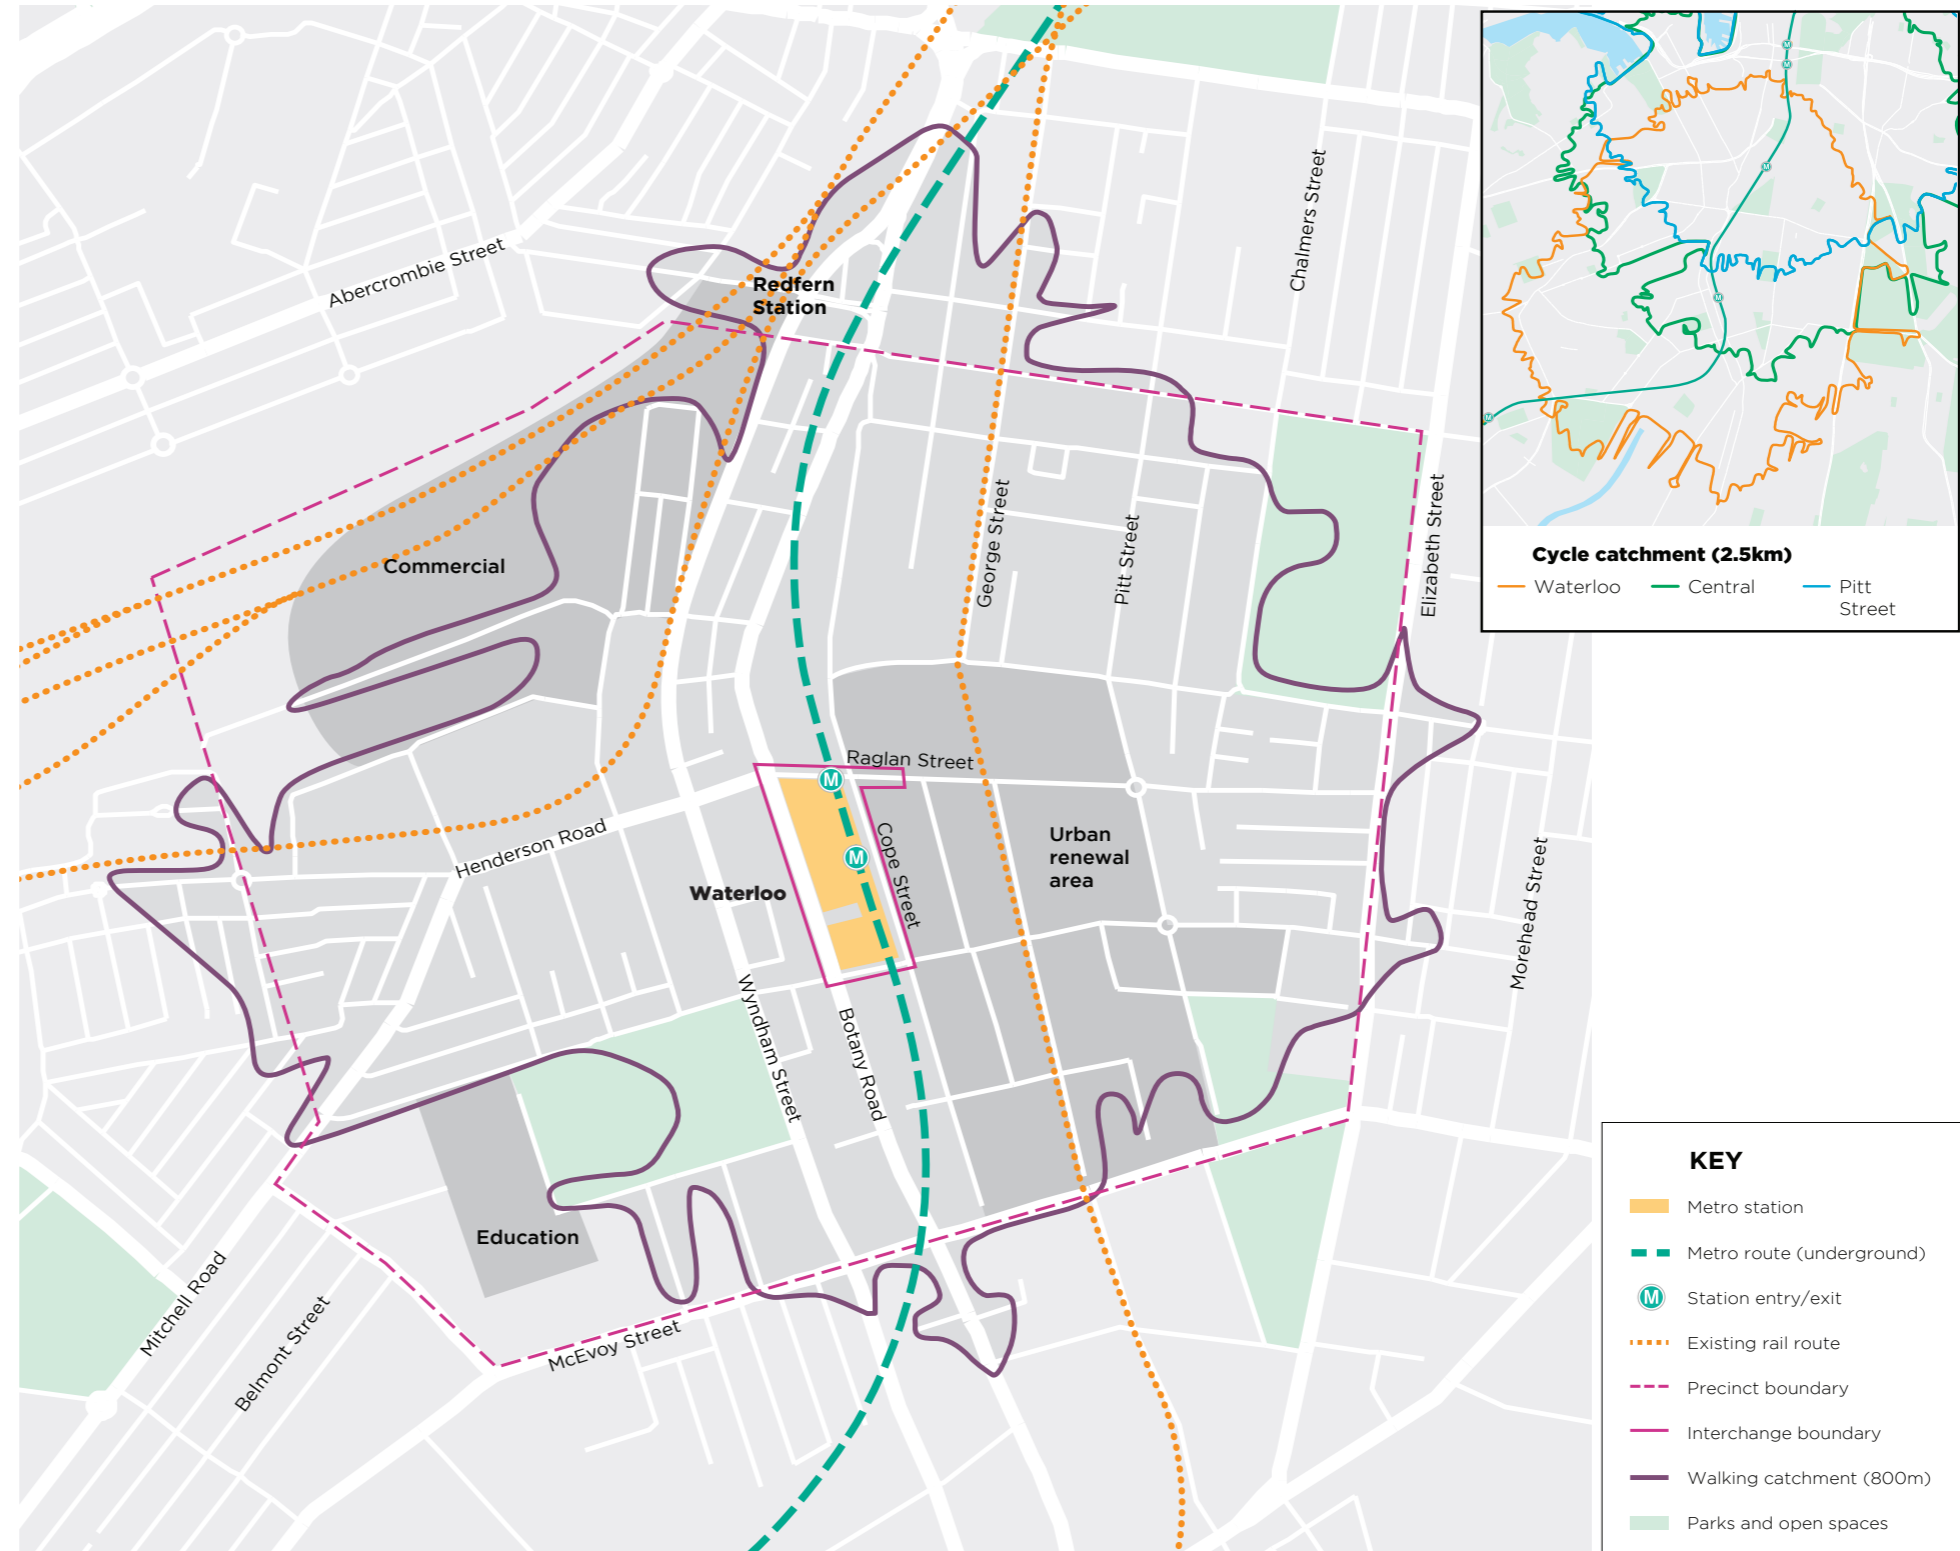 Abercrombie Street
Redfern
Station
Chalmers Street
Commercial
George Street
Pitt Street
Elizabeth Street
Raglan Street
M
M
Cope Street
Henderson Road
Waterloo
Urban
renewal
area
Wyndham Street
Botany Road
Morehead Street
Education
Mitchell Road
Belmont Street
McEvoy Street
M
M
M
M
M
Cycle catchment (2.5km)
Waterloo
Central
Pitt
Street
KEY
Metro station
Metro route (underground)
M
Station entry/exit
Existing rail route
Precinct boundary
Interchange boundary
Walking catchment (800m)
Parks and open spaces